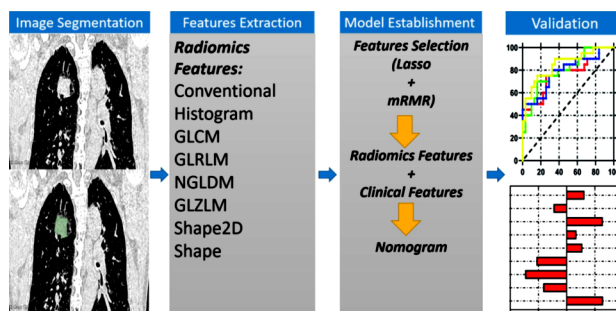 Image Segmentation
Features Extraction
Radiomics
Features:
Conventional
Histogram
GLCM
GLRLM
NGLDM
GLZLM
Shape2D
Shape
Model Establishment
Features Selection
(Lasso
+
mRMR)
Radiomics Features
+
Clinical Features
Nomogram
Validation
100
80
60
40
20
0
0 20 40 60 80 100